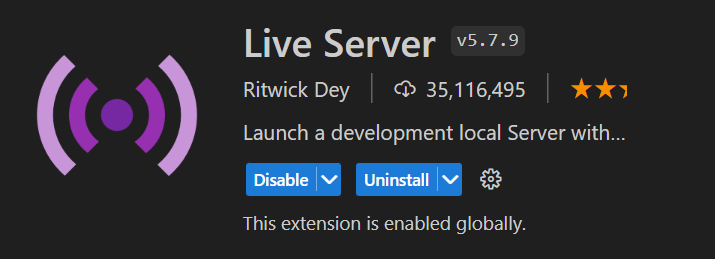 Live Server v5.7.9
Ritwick Dey 35,116,495
Launch a development local Server with...
Disable Uninstall
This extension is enabled globally.